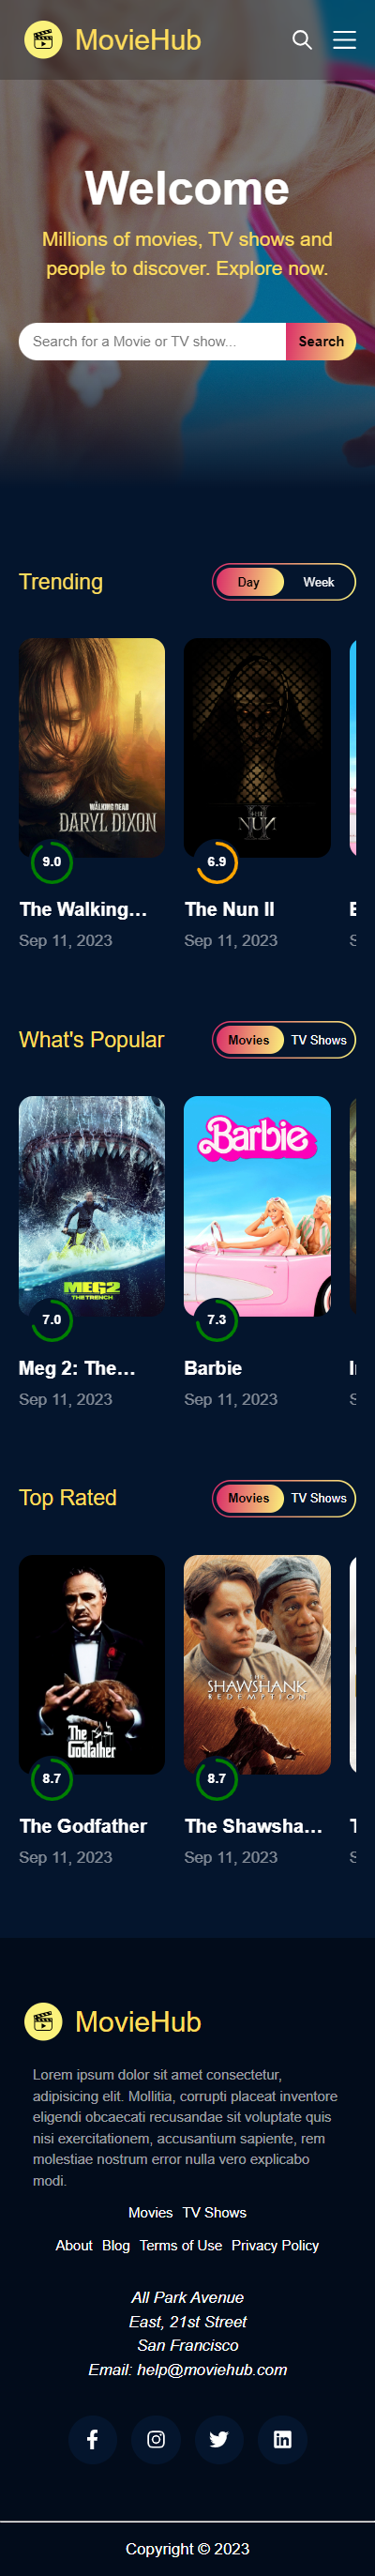 MovieHub
Welcome
Millions of movies, TV shows and
people to discover. Explore now.
Search for a Movie or TV show...
Search
Trending
Day
Week
THE WALKING DEAD
DARYL DIXON
THE NUN II
9.0
6.9
The Walking...
The Nun II
Sep 11, 2023
Sep 11, 2023
What's Popular
Movies
TV Shows
Barbie
MEG2
THE TRENCH
7.0
7.3
Meg 2: The...
Barbie
Sep 11, 2023
Sep 11, 2023
Top Rated
Movies
TV Shows
The Godfather
THE
SHAWSHANK
REDEMPTION
8.7
8.7
The Godfather
The Shawsha...
Sep 11, 2023
Sep 11, 2023
MovieHub
Lorem ipsum dolor sit amet consectetur,
adipisicing elit. Mollitia, corrupti placeat inventore
eligendi obcaecati recusandae sit voluptate quis
nisi exercitationem, accusantium sapiente, rem
molestiae nostrum error nulla vero explicabo
modi.
Movies TV Shows
About Blog Terms of Use Privacy Policy
All Park Avenue
East, 21st Street
San Francisco
Email: help@moviehub.com
Copyright © 2023